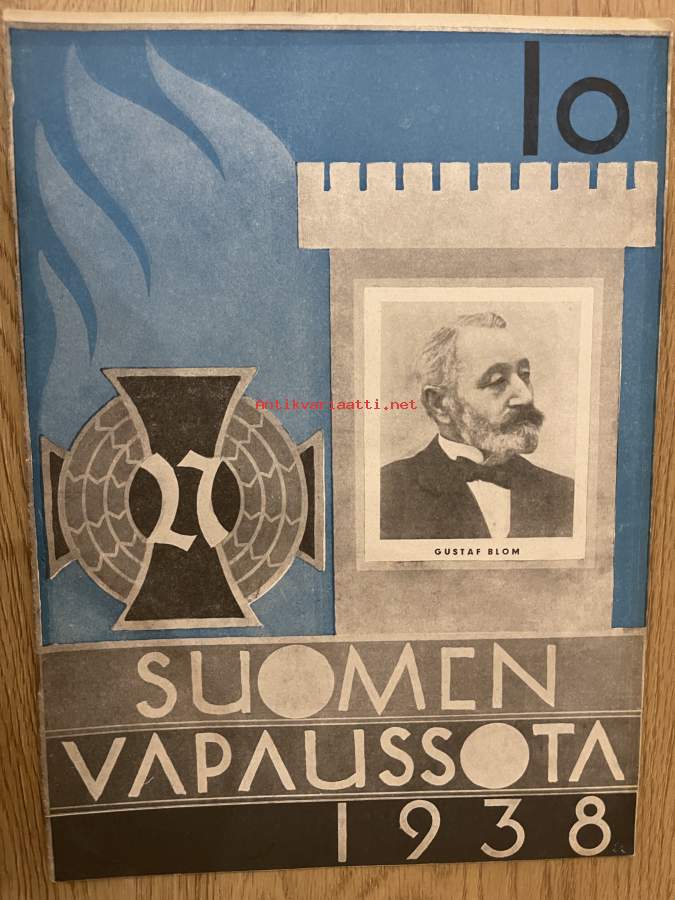 10
Antikvariaatti.net
GUSTAF BLOM
SUOMEN
VAPAUSSOTA
1938